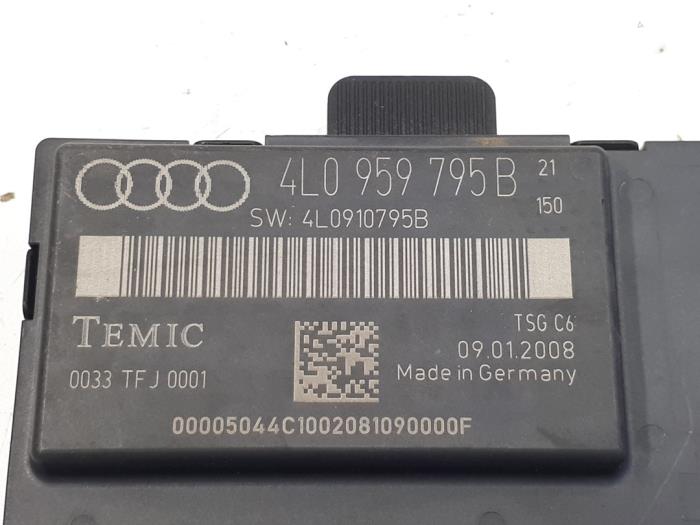 4L0 959 795B 21
150
SW: 4L0910795B
TEMIC
TSG C6
09.01.2008
0033 TFJ 0001
Made in Germany
00005044C1002081090000F